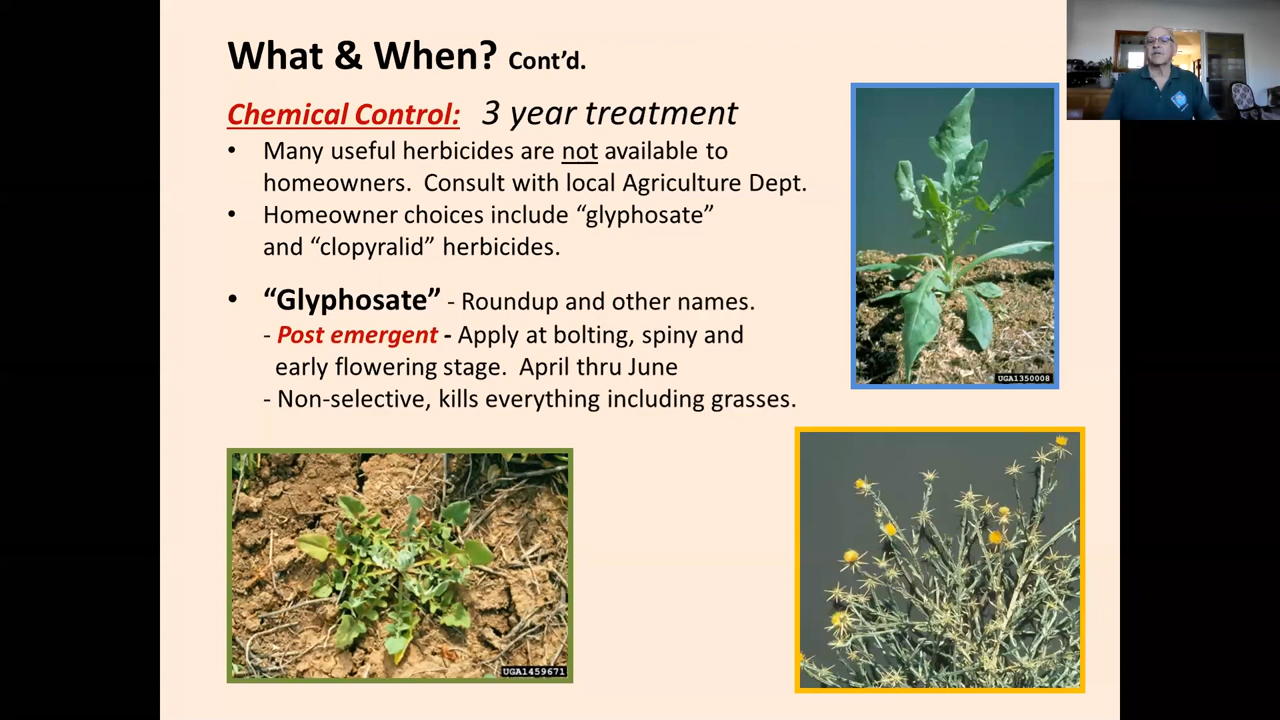 What & When? Cont’d.
Chemical Control: 3 year treatment
• Many useful herbicides are not available to
homeowners. Consult with local Agriculture Dept.
• Homeowner choices include “glyphosate”
and “clopyralid” herbicides.
• “Glyphosate” - Roundup and other names.
- Post emergent - Apply at bolting, spiny and
early flowering stage. April thru June
- Non-selective, kills everything including grasses.
UGA1350008
UGA1459671